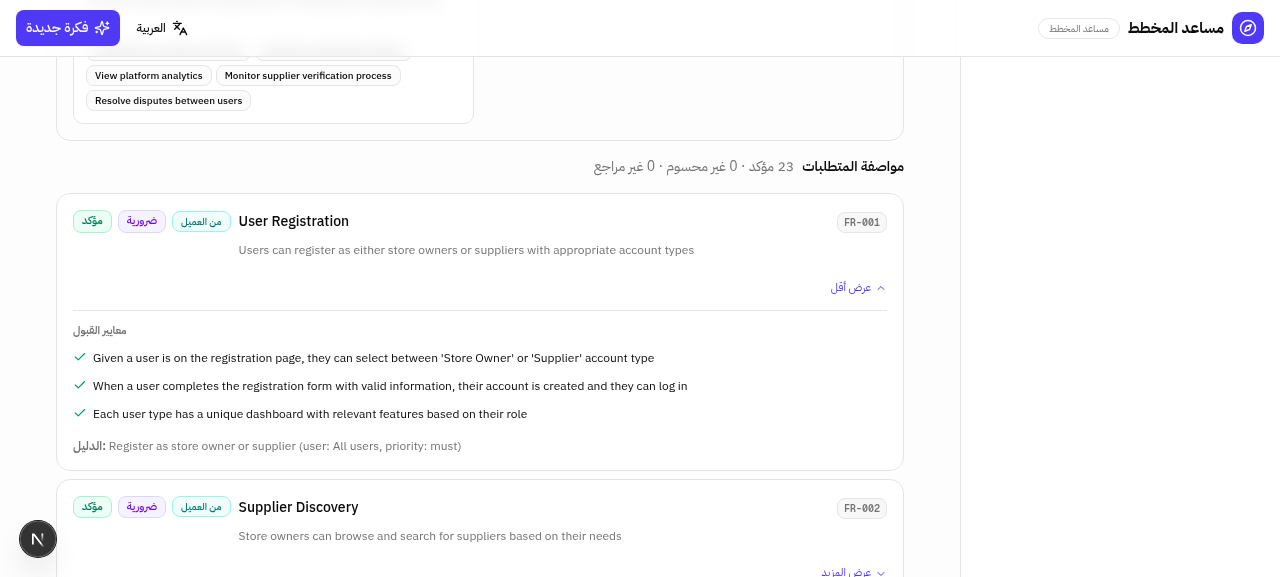 مساعد المخطط
مساعد المخطط
العربية
فكرة جديدة
View platform analytics
Monitor supplier verification process
Resolve disputes between users
مواصفة المتطلبات 23 مؤكد · 0 غير محسوم · 0 غير مراجع
FR-001
User Registration
من العميل
ضرورية
مؤكد
Users can register as either store owners or suppliers with appropriate account types
عرض أقل
معايير القبول
Given a user is on the registration page, they can select between 'Store Owner' or 'Supplier' account type
When a user completes the registration form with valid information, their account is created and they can log in
Each user type has a unique dashboard with relevant features based on their role
الدليل: Register as store owner or supplier (user: All users, priority: must)
FR-002
Supplier Discovery
من العميل
ضرورية
مؤكد
Store owners can browse and search for suppliers based on their needs
عرض المزيد
N